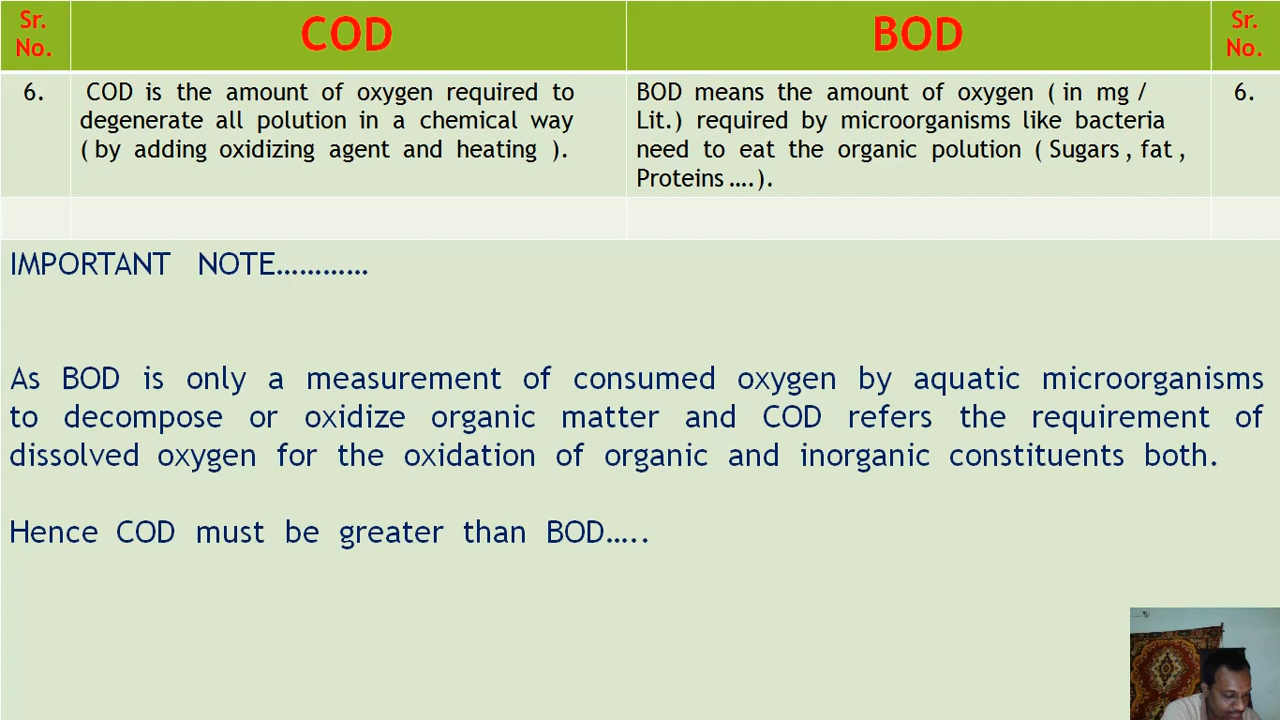 Sr. No.
COD
BOD
Sr. No.
6.
COD is the amount of oxygen required to
degenerate all polution in a chemical way
( by adding oxidizing agent and heating ).
BOD means the amount of oxygen ( in mg /
Lit.) required by microorganisms like bacteria
need to eat the organic polution ( Sugars , fat ,
Proteins ....).
6.
IMPORTANT NOTE............
As BOD is only a measurement of consumed oxygen by aquatic microorganisms
to decompose or oxidize organic matter and COD refers the requirement of
dissolved oxygen for the oxidation of organic and inorganic constituents both.
Hence COD must be greater than BOD.....